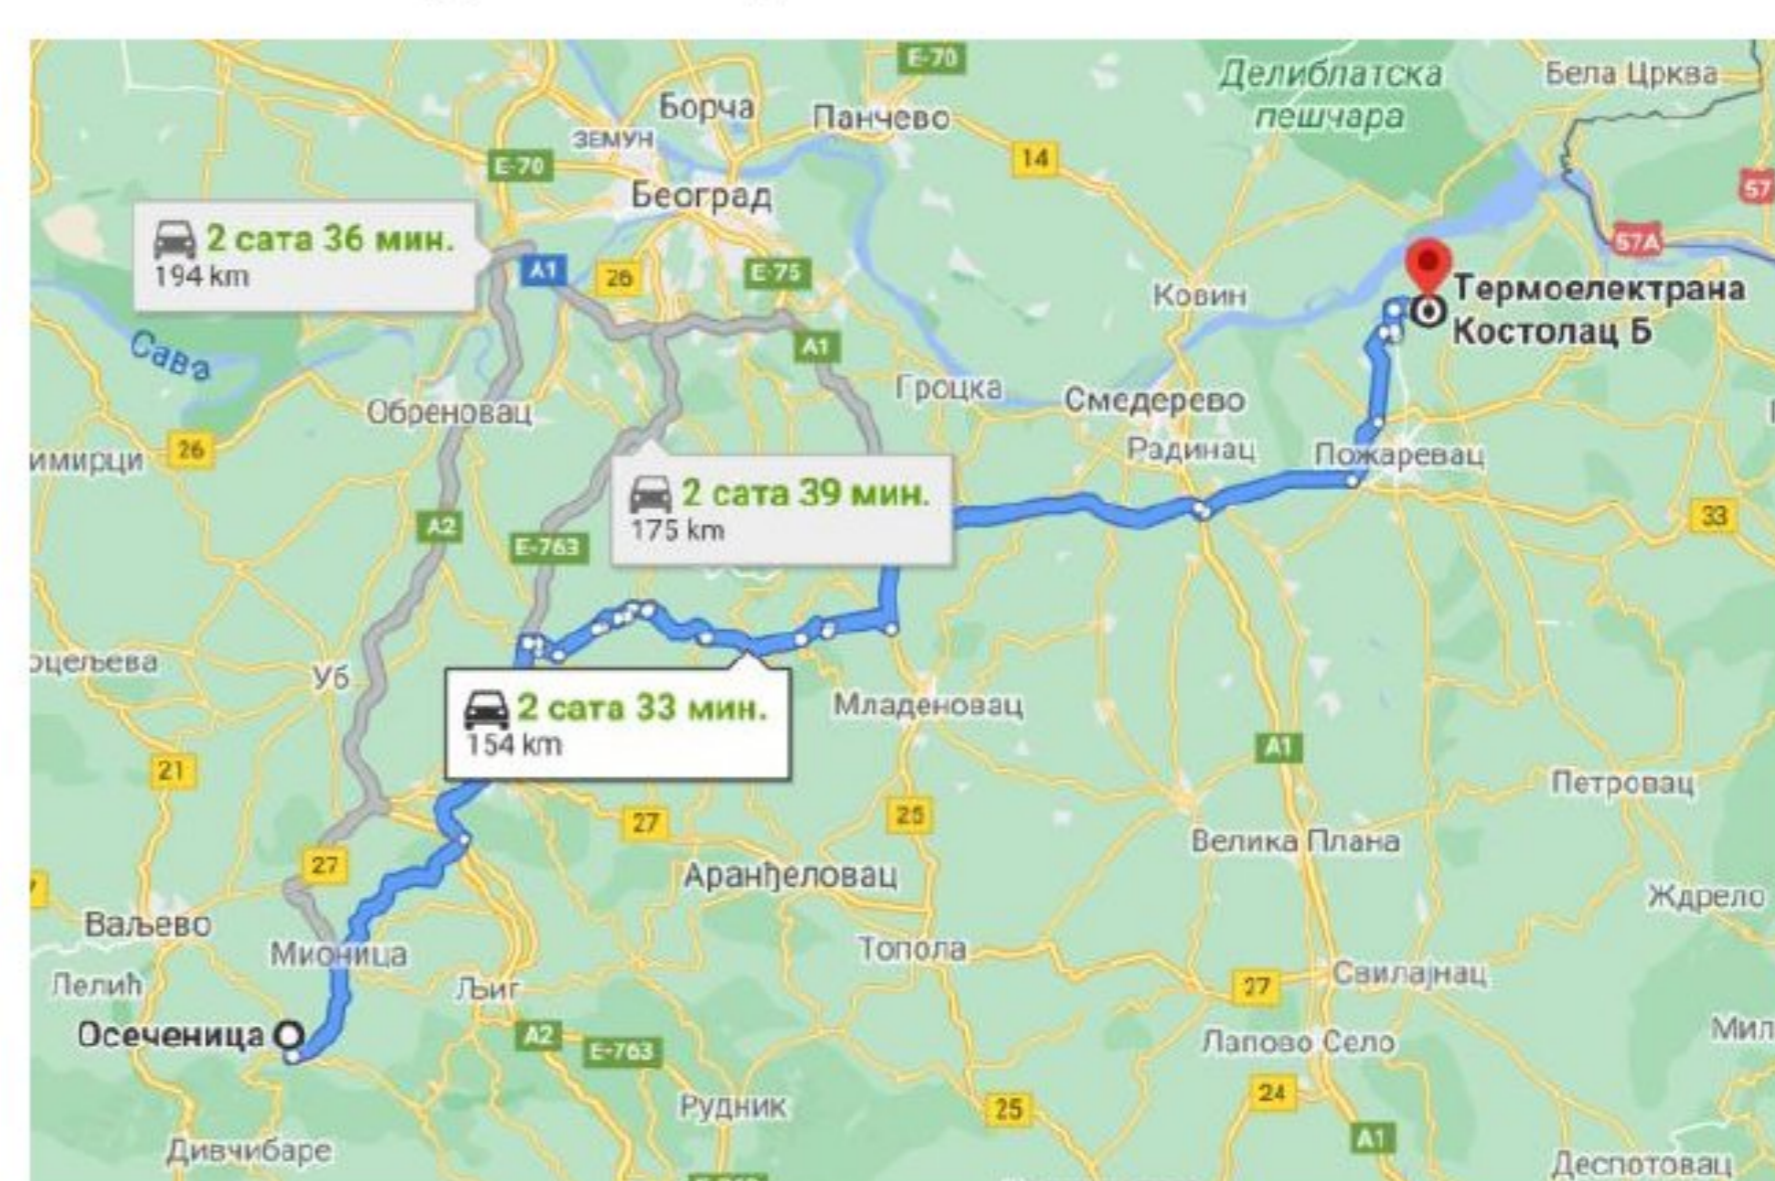 E-70
Делиблатска
пешчара
Бела Црква
Борча
Панчево
ЗЕМУН
14
E-70
57
Београд
57A
2 сата 36 мин.
194 km
A1
26
E-75
Ковин
Термоелектрана
Костолац Б
Сава
A1
Гроцка
Смедерево
Обреновац
26
имирци
Радинац
Пожаревац
2 сата 39 мин.
175 km
A2
E-763
33
оцељева
Уб
2 сата 33 мин.
154 km
Младеновац
A1
21
Петровац
27
25
Велика Плана
27
Аранђеловац
Ждрело
Ваљево
Мионица
Топола
Лелић
Љиг
27
Свилајнац
Осеченица
A2
E-763
Лапово Село
Мил
Рудник
25
24
A1
Дивчибаре
Деспотовац